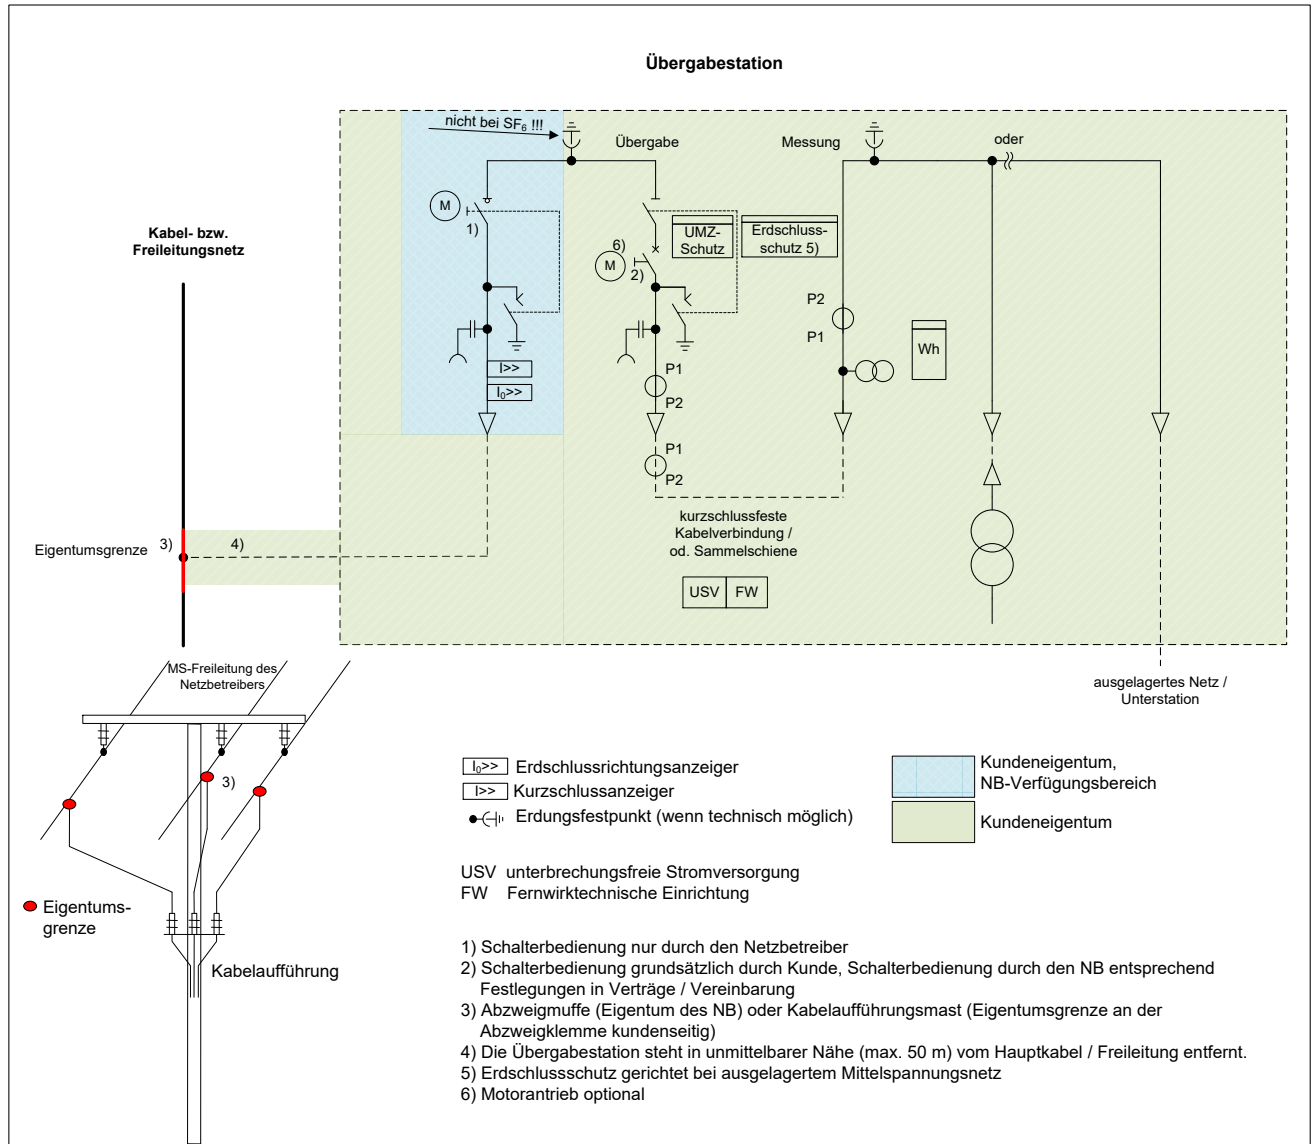 Übergabestation
nicht bei SF₆ !!!
Übergabe
Messung
oder
M
1)
6)
M
2)
UMZ-
Schutz
Erdschluss-
schutz 5)
Kabel- bzw.
Freileitungsnetz
P2
P1
Wh
I>>
I₀>>
P1
P2
P1
P2
kurzschlussfeste
Kabelverbindung /
od. Sammelschiene
Eigentumsgrenze
3)
4)
USV
FW
MS-Freileitung des
Netzbetreibers
ausgelagertes Netz /
Unterstation
3)
Eigentums-
grenze
Kabelaufführung
I₀>> Erdschlussrichtungsanzeiger
I>> Kurzschlussanzeiger
Erdungsfestpunkt (wenn technisch möglich)
Kundeneigentum,
NB-Verfügungsbereich
Kundeneigentum
USV unterbrechungsfreie Stromversorgung
FW Fernwirktechnische Einrichtung
1) Schalterbedienung nur durch den Netzbetreiber
2) Schalterbedienung grundsätzlich durch Kunde, Schalterbedienung durch den NB entsprechend
Festlegungen in Verträge / Vereinbarung
3) Abzweigmuffe (Eigentum des NB) oder Kabelaufführungsmast (Eigentumsgrenze an der
Abzweigklemme kundenseitig)
4) Die Übergabestation steht in unmittelbarer Nähe (max. 50 m) vom Hauptkabel / Freileitung entfernt.
5) Erdschlussschutz gerichtet bei ausgelagertem Mittelspannungsnetz
6) Motorantrieb optional